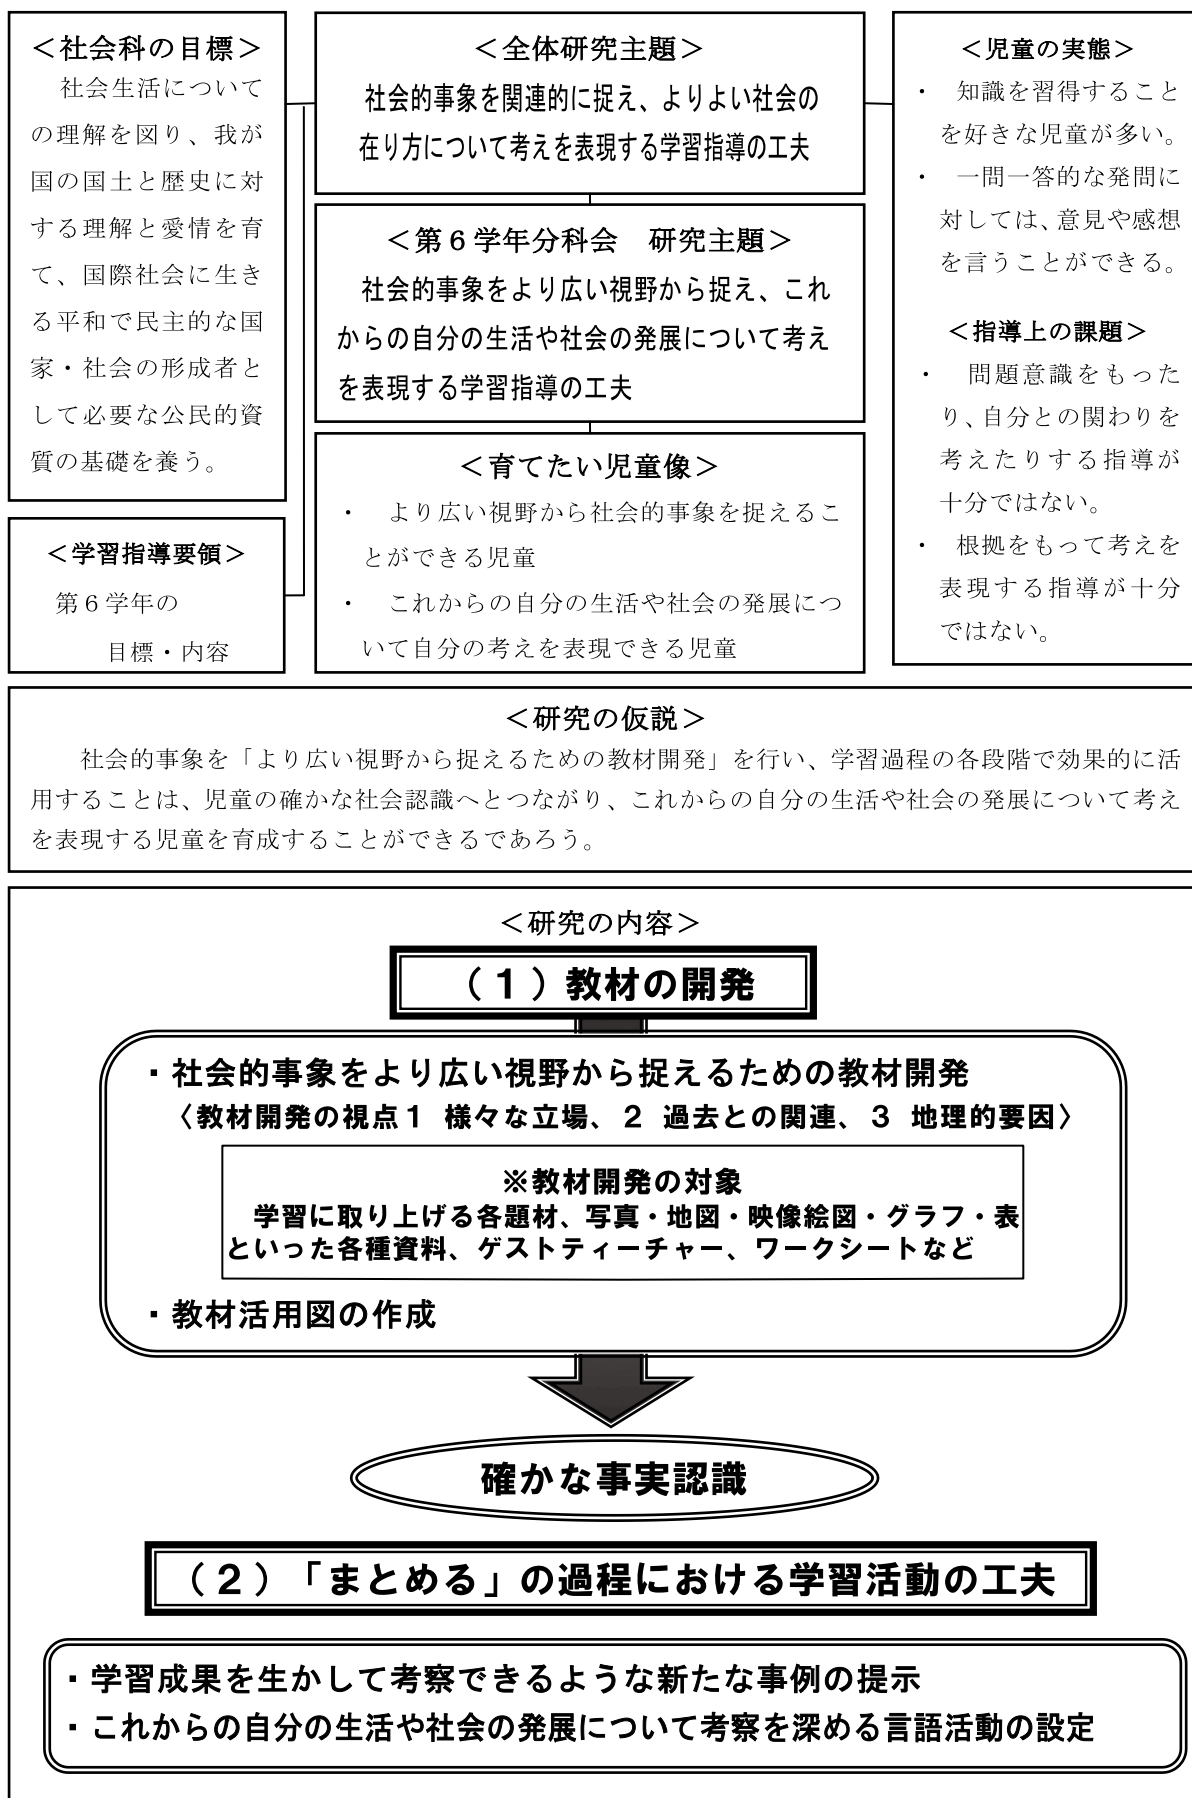 ＜社会科の目標＞
　社会生活について
の理解を図り、我が
国の国土と歴史に対
する理解と愛情を育
て、国際社会に生き
る平和で民主的な国
家・社会の形成者と
して必要な公民的資
質の基礎を養う。
＜学習指導要領＞
第６学年の
目標・内容
＜全体研究主題＞
社会的事象を関連的に捉え、よりよい社会の
在り方について考えを表現する学習指導の工夫
＜第６学年分科会　研究主題＞
　社会的事象をより広い視野から捉え、これ
からの自分の生活や社会の発展について考え
を表現する学習指導の工夫
＜育てたい児童像＞
・　より広い視野から社会的事象を捉えるこ
とができる児童
・　これからの自分の生活や社会の発展につ
いて自分の考えを表現できる児童
＜児童の実態＞
・　知識を習得すること
を好きな児童が多い。
・　一問一答的な発問に
対しては、意見や感想
を言うことができる。
＜指導上の課題＞
・　問題意識をもった
り、自分との関わりを
考えたりする指導が
十分ではない。
・　根拠をもって考えを
表現する指導が十分
ではない。
＜研究の仮説＞
　社会的事象を「より広い視野から捉えるための教材開発」を行い、学習過程の各段階で効果的に活
用することは、児童の確かな社会認識へとつながり、これからの自分の生活や社会の発展について考え
を表現する児童を育成することができるであろう。
＜研究の内容＞
（１）教材の開発
・社会的事象をより広い視野から捉えるための教材開発
〈教材開発の視点１　様々な立場、２　過去との関連、３　地理的要因〉
※教材開発の対象
　学習に取り上げる各題材、写真・地図・映像絵図・グラフ・表
といった各種資料、ゲストティーチャー、ワークシートなど
・教材活用図の作成
確かな事実認識
（２）「まとめる」の過程における学習活動の工夫
・学習成果を生かして考察できるような新たな事例の提示
・これからの自分の生活や社会の発展について考察を深める言語活動の設定